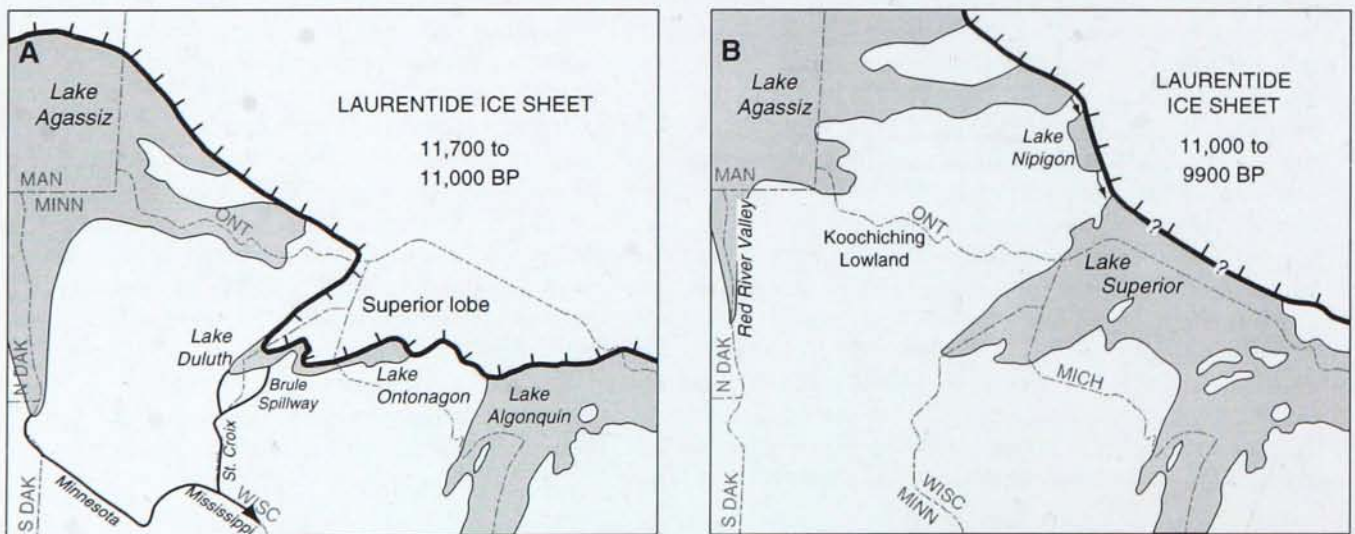 A
Lake
Agassiz
LAURENTIDE ICE SHEET
11,700 to
11,000 BP
MAN
MINN
ONT
Superior lobe
Lake
Duluth
Brule
Spillway
Lake
Ontonagon
Lake
Algonquin
N DAK
S DAK
St. Croix
Minnesota
Mississippi
WISC
B
Lake
Agassiz
LAURENTIDE
ICE SHEET
11,000 to
9900 BP
Lake
Nipigon
MAN
MINN
Red River Valley
ONT
Koochiching
Lowland
?
?
Lake
Superior
N DAK
S DAK
MICH
WISC
MINN